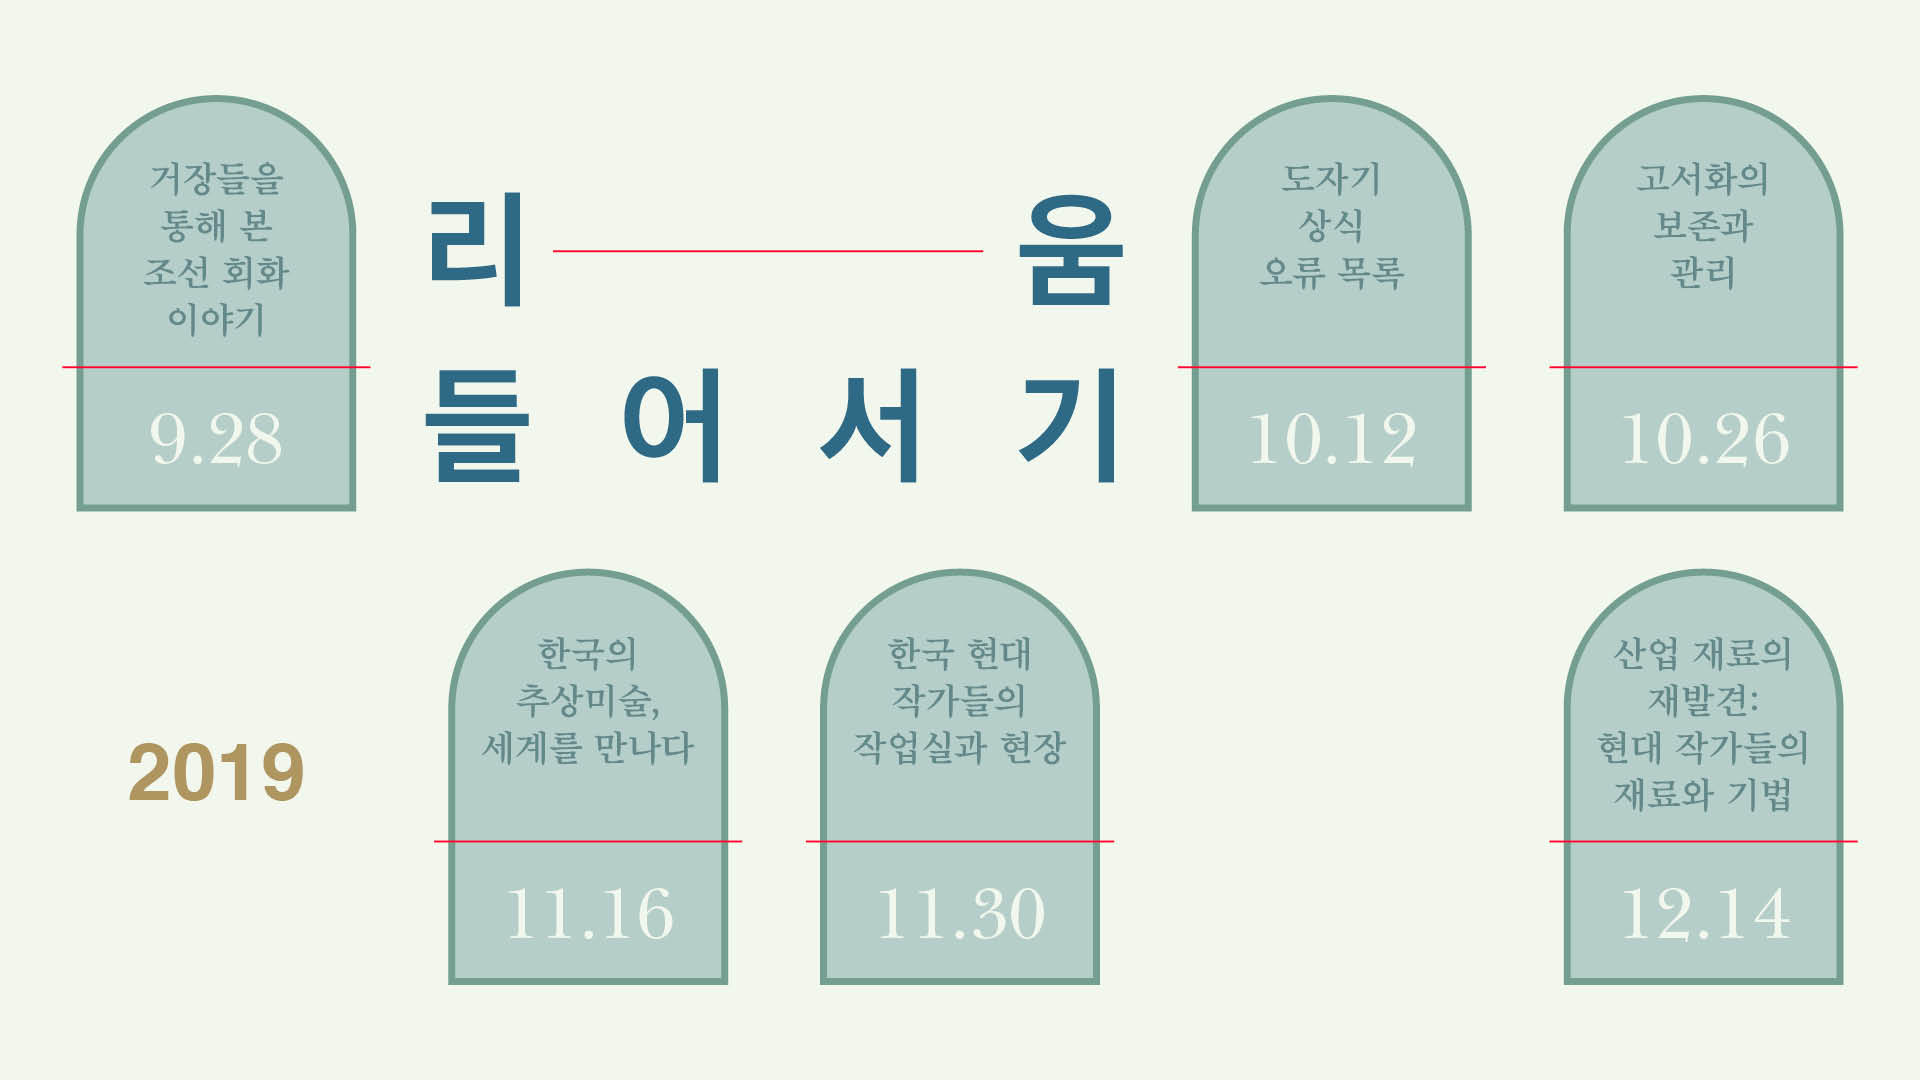 거장들을
통해 본
조선 회화
이야기
9.28
리 움
들 어 서 기
도자기
상식
오류 목록
10.12
고서화의
보존과
관리
10.26
2019
한국의
추상미술,
세계를 만나다
11.16
한국 현대
작가들의
작업실과 현장
11.30
산업 재료의
재발견:
현대 작가들의
재료와 기법
12.14